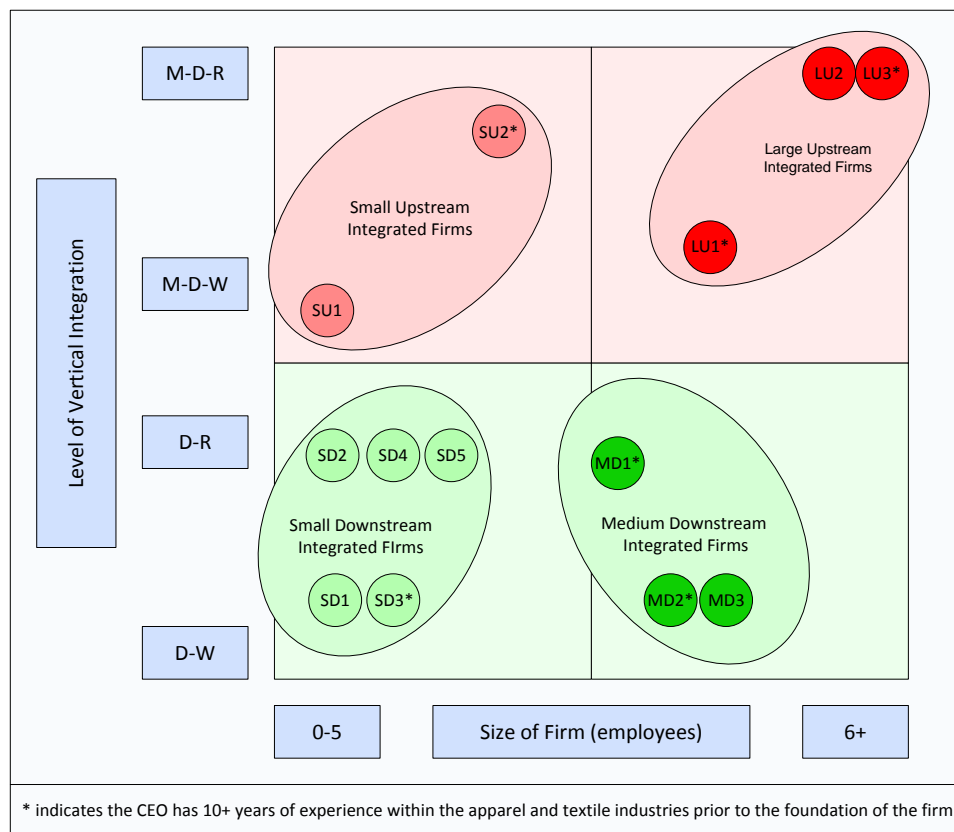 M-D-R
LU2
LU3*
SU2*
Large Upstream
Integrated Firms
Small Upstream
Integrated Firms
LU1*
M-D-W
SU1
Level of Vertical Integration
D-R
SD2
SD4
SD5
MD1*
Small Downstream
Integrated FIrms
Medium Downstream
Integrated Firms
SD1
SD3*
MD2*
MD3
D-W
0-5
Size of Firm (employees)
6+
* indicates the CEO has 10+ years of experience within the apparel and textile industries prior to the foundation of the firm